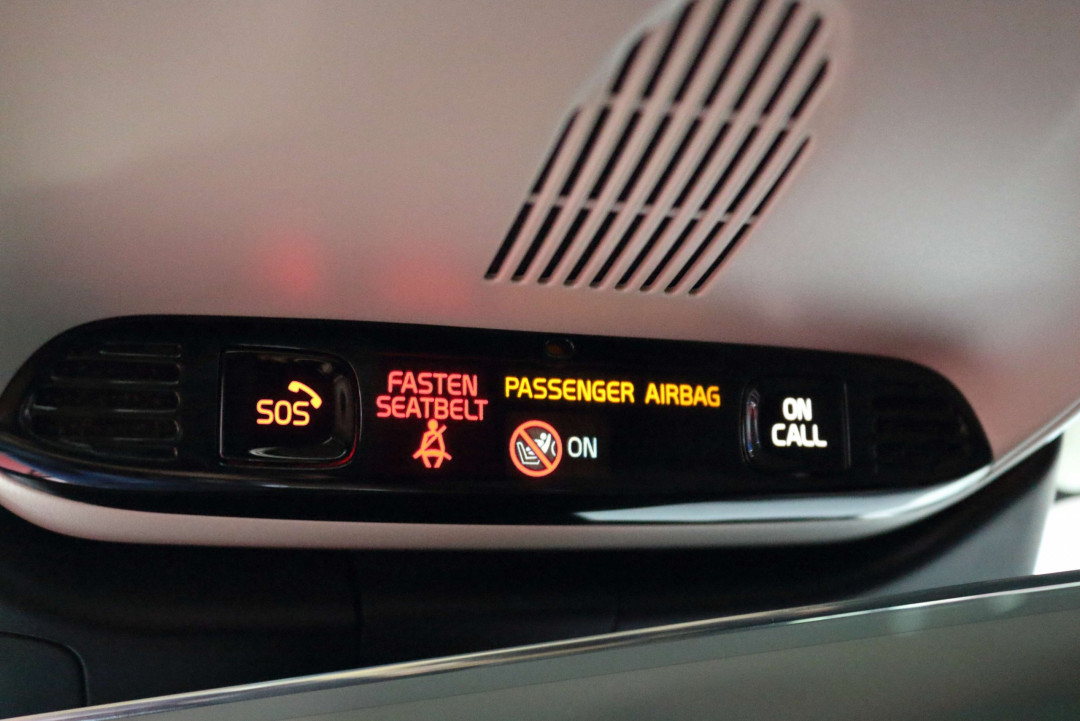 SOS
FASTEN
SEATBELT
PASSENGER AIRBAG
ON
ON
CALL